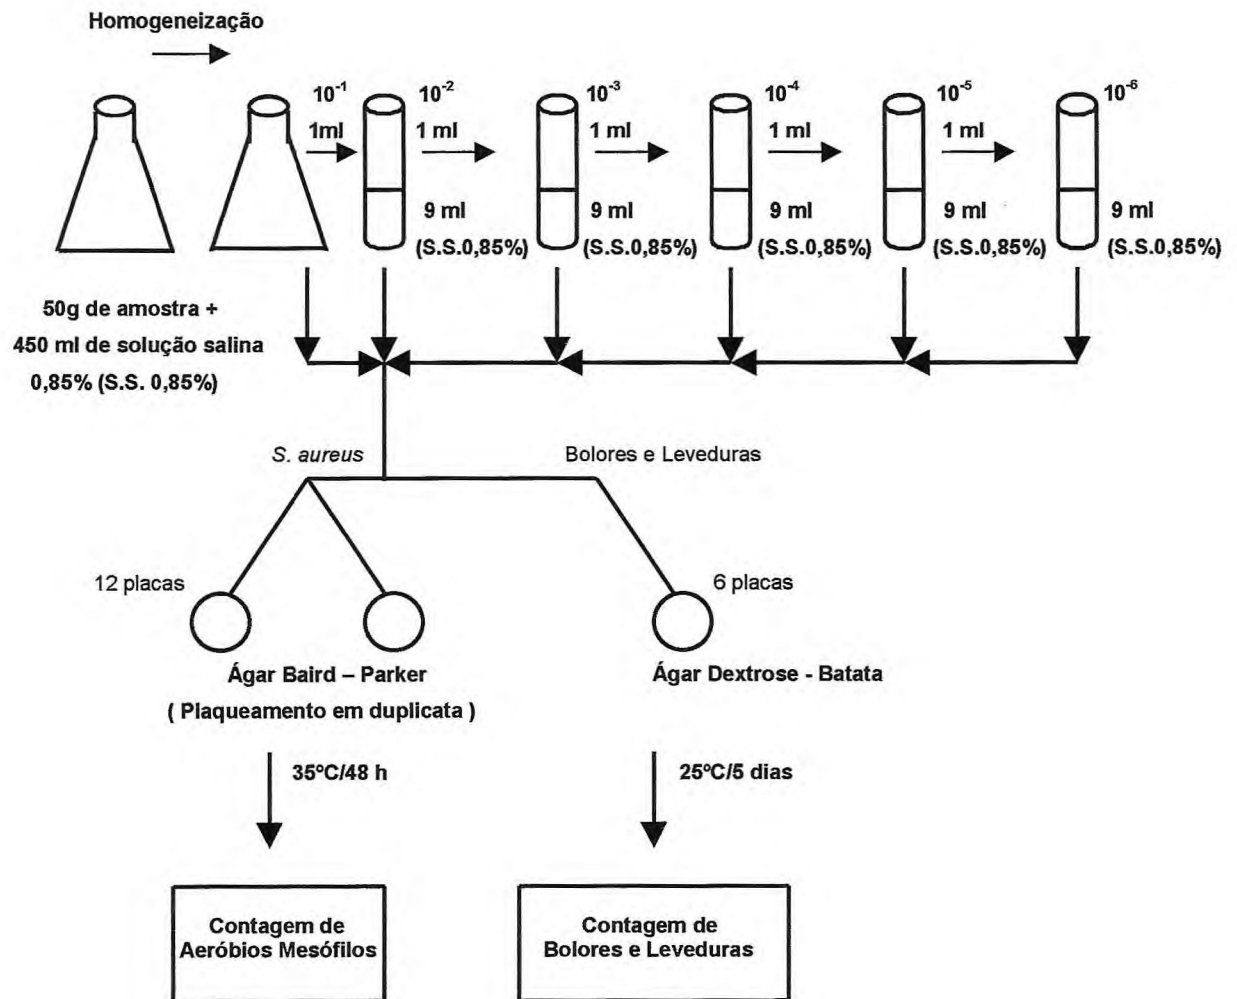 Homogeneização
10-1
10-2
10-3
10-4
10-5
10-6
1ml
1 ml
1 ml
1 ml
1 ml
9 ml
9 ml
9 ml
9 ml
9 ml
(S.S.0,85%)
(S.S.0,85%)
(S.S.0,85%)
(S.S.0,85%)
(S.S.0,85%)
50g de amostra +
450 ml de solução salina
0,85% (S.S. 0,85%)
S. aureus
Bolores e Leveduras
12 placas
6 placas
Ágar Baird – Parker
( Plaqueamento em duplicata )
Ágar Dextrose - Batata
35ºC/48 h
25ºC/5 dias
Contagem de
Aeróbios Mesófilos
Contagem de
Bolores e Leveduras